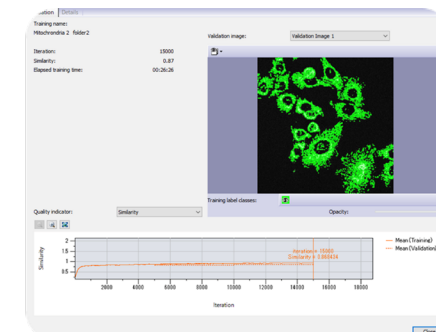 Details
Training name:
Mitochrondria 2 folder2
Iteration: 15000
Similarity: 0.87
Elapsed training time: 00:26:26
Validation image: Validation Image 1
Training label classes:
Opacity:
Quality indicator: Similarity
Similarity
2
1.5
1
0.5
Iteration = 15000
2000 4000 6000 8000 10000 12000 14000 16000 18000
Iteration
Mean (Training)
Mean (Validation)